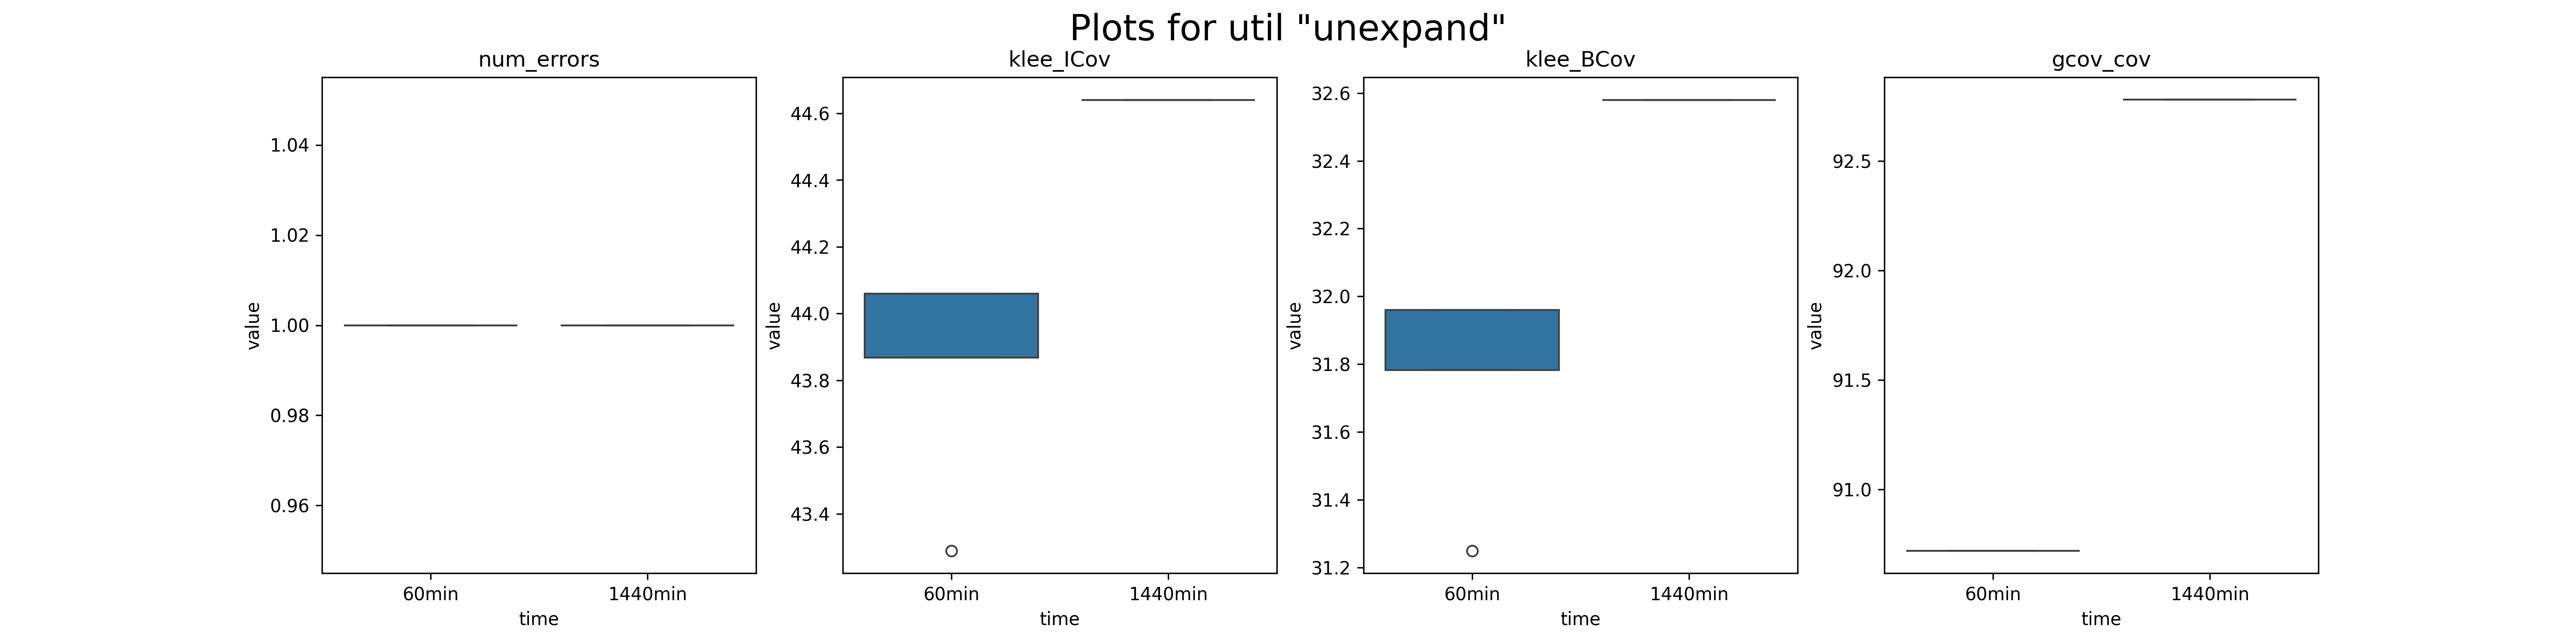 Plots for util "unexpand"
num_errors
1.04
1.02
1.00
0.98
0.96
value
60min
1440min
time
klee_ICov
44.6
44.4
44.2
44.0
43.8
43.6
43.4
value
60min
1440min
time
klee_BCov
32.6
32.4
32.2
32.0
31.8
31.6
31.4
31.2
value
60min
1440min
time
gcov_cov
92.5
92.0
91.5
91.0
value
60min
1440min
time